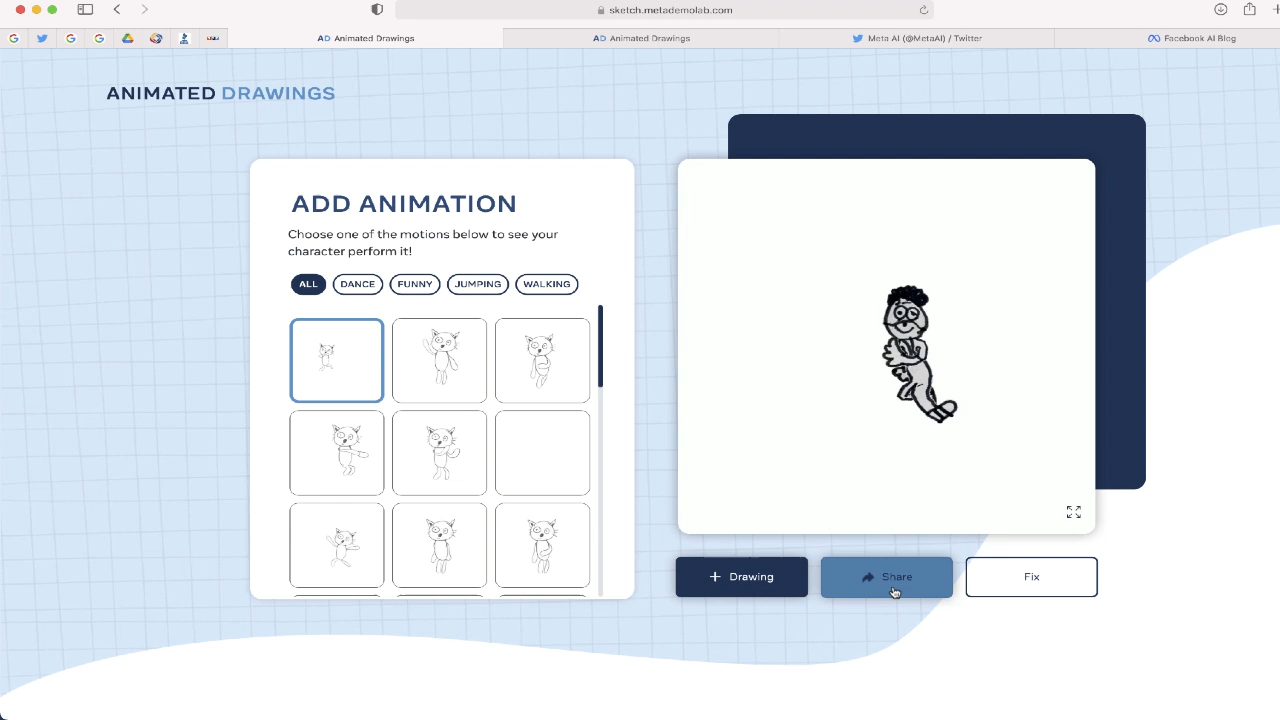 sketch.metademolab.com
AD Animated Drawings
AD Animated Drawings
Meta AI (@MetaAI) / Twitter
Facebook AI Blog
ANIMATED DRAWINGS
ADD ANIMATION
Choose one of the motions below to see your
character perform it!
ALL
DANCE
FUNNY
JUMPING
WALKING
+ Drawing
Share
Fix